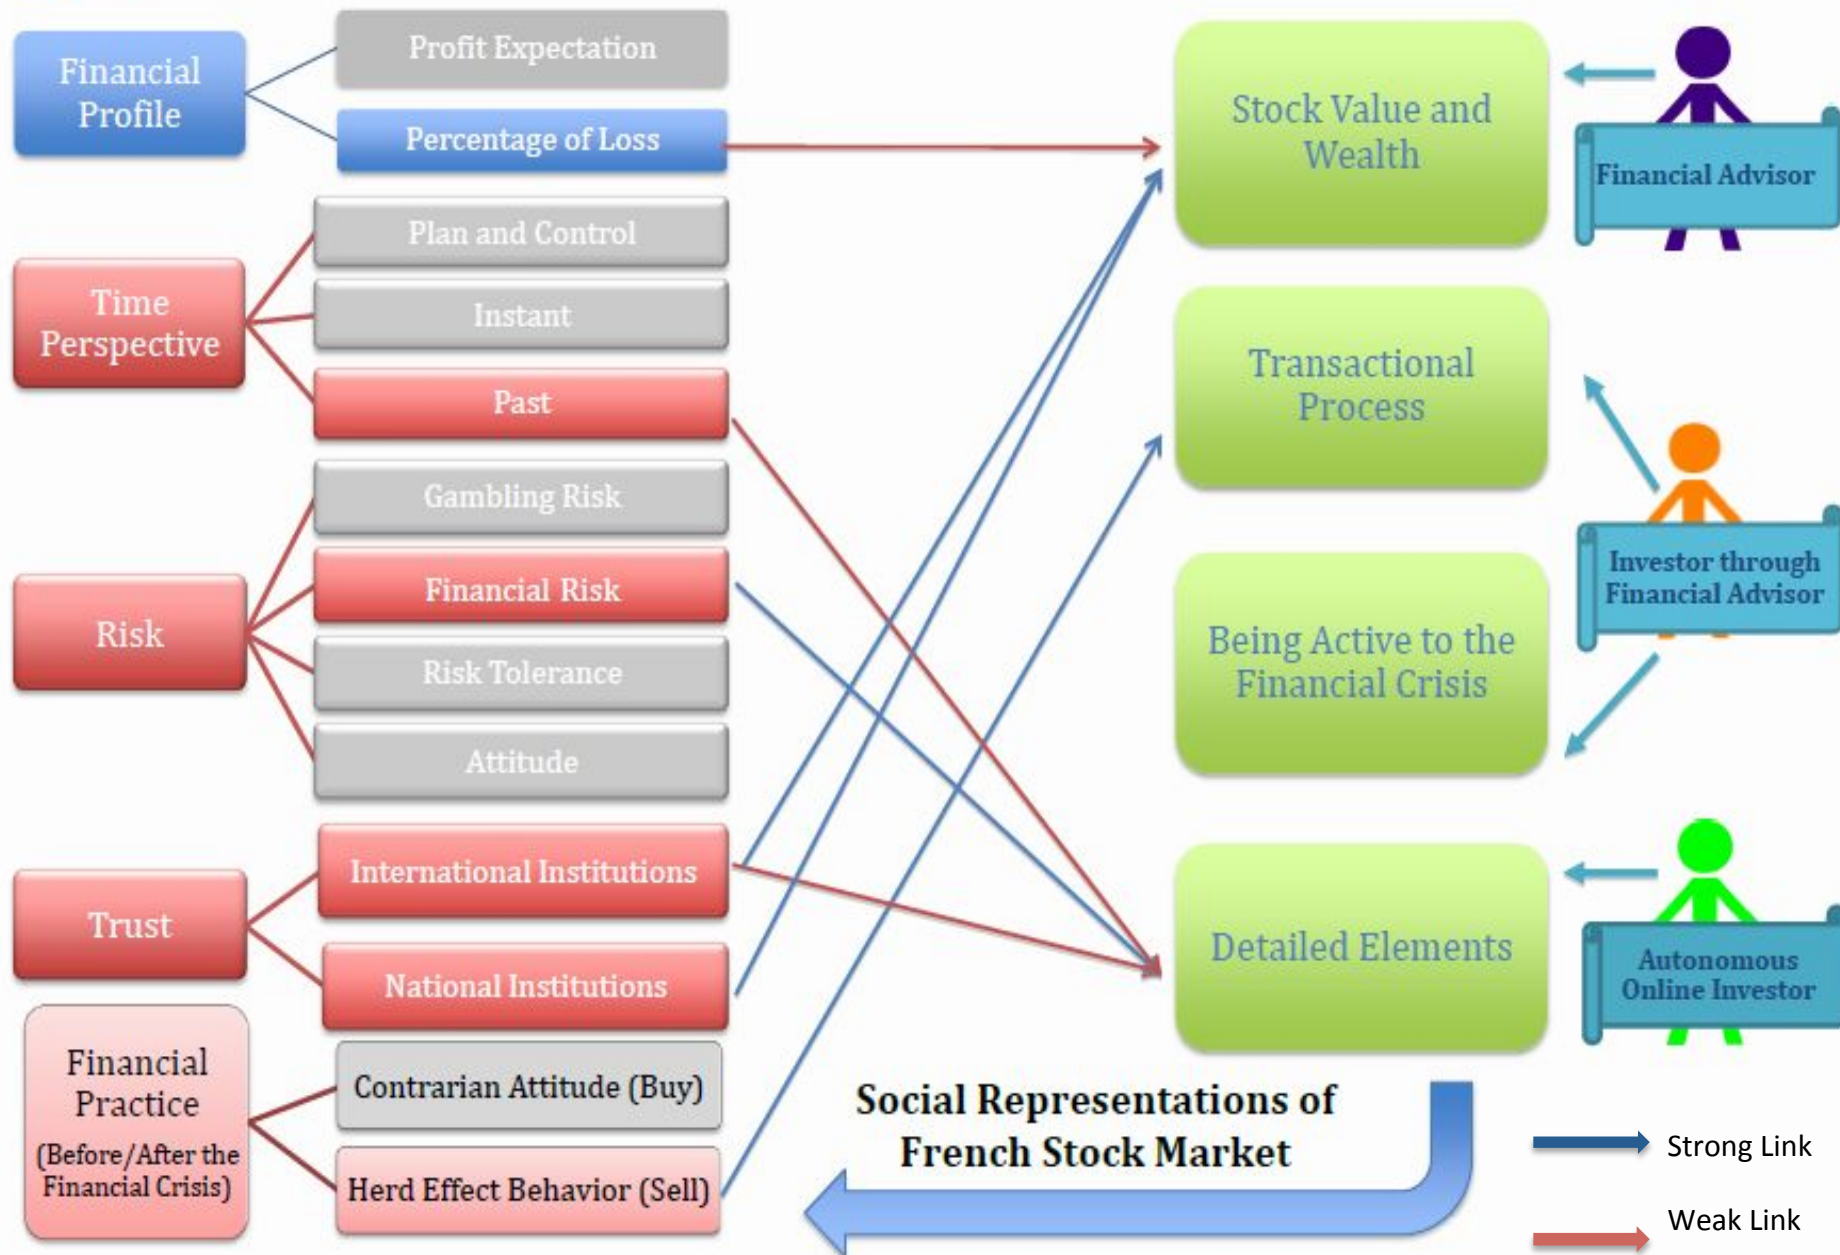 Financial
Profile
Profit Expectation
Percentage of Loss
Time
Perspective
Plan and Control
Instant
Past
Risk
Gambling Risk
Financial Risk
Risk Tolerance
Attitude
Trust
International Institutions
National Institutions
Financial
Practice
(Before/After the
Financial Crisis)
Contrarian Attitude (Buy)
Herd Effect Behavior (Sell)
Stock Value and
Wealth
Transactional
Process
Being Active to the
Financial Crisis
Detailed Elements
Financial Advisor
Investor through
Financial Advisor
Autonomous
Online Investor
Social Representations of
French Stock Market
Strong Link
Weak Link